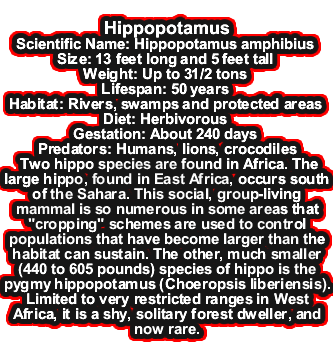 Hippopotamus
Scientific Name: Hippopotamus amphibius
Size: 13 feet long and 5 feet tall
Weight: Up to 31/2 tons
Lifespan: 50 years
Habitat: Rivers, swamps and protected areas
Diet: Herbivorous
Gestation: About 240 days
Predators: Humans, lions, crocodiles
Two hippo species are found in Africa. The
large hippo, found in East Africa, occurs south
of the Sahara. This social, group-living
mammal is so numerous in some areas that
"cropping" schemes are used to control
populations that have become larger than the
habitat can sustain. The other, much smaller
(440 to 605 pounds) species of hippo is the
pygmy hippopotamus (Choeropsis liberiensis).
Limited to very restricted ranges in West
Africa, it is a shy, solitary forest dweller, and
now rare.